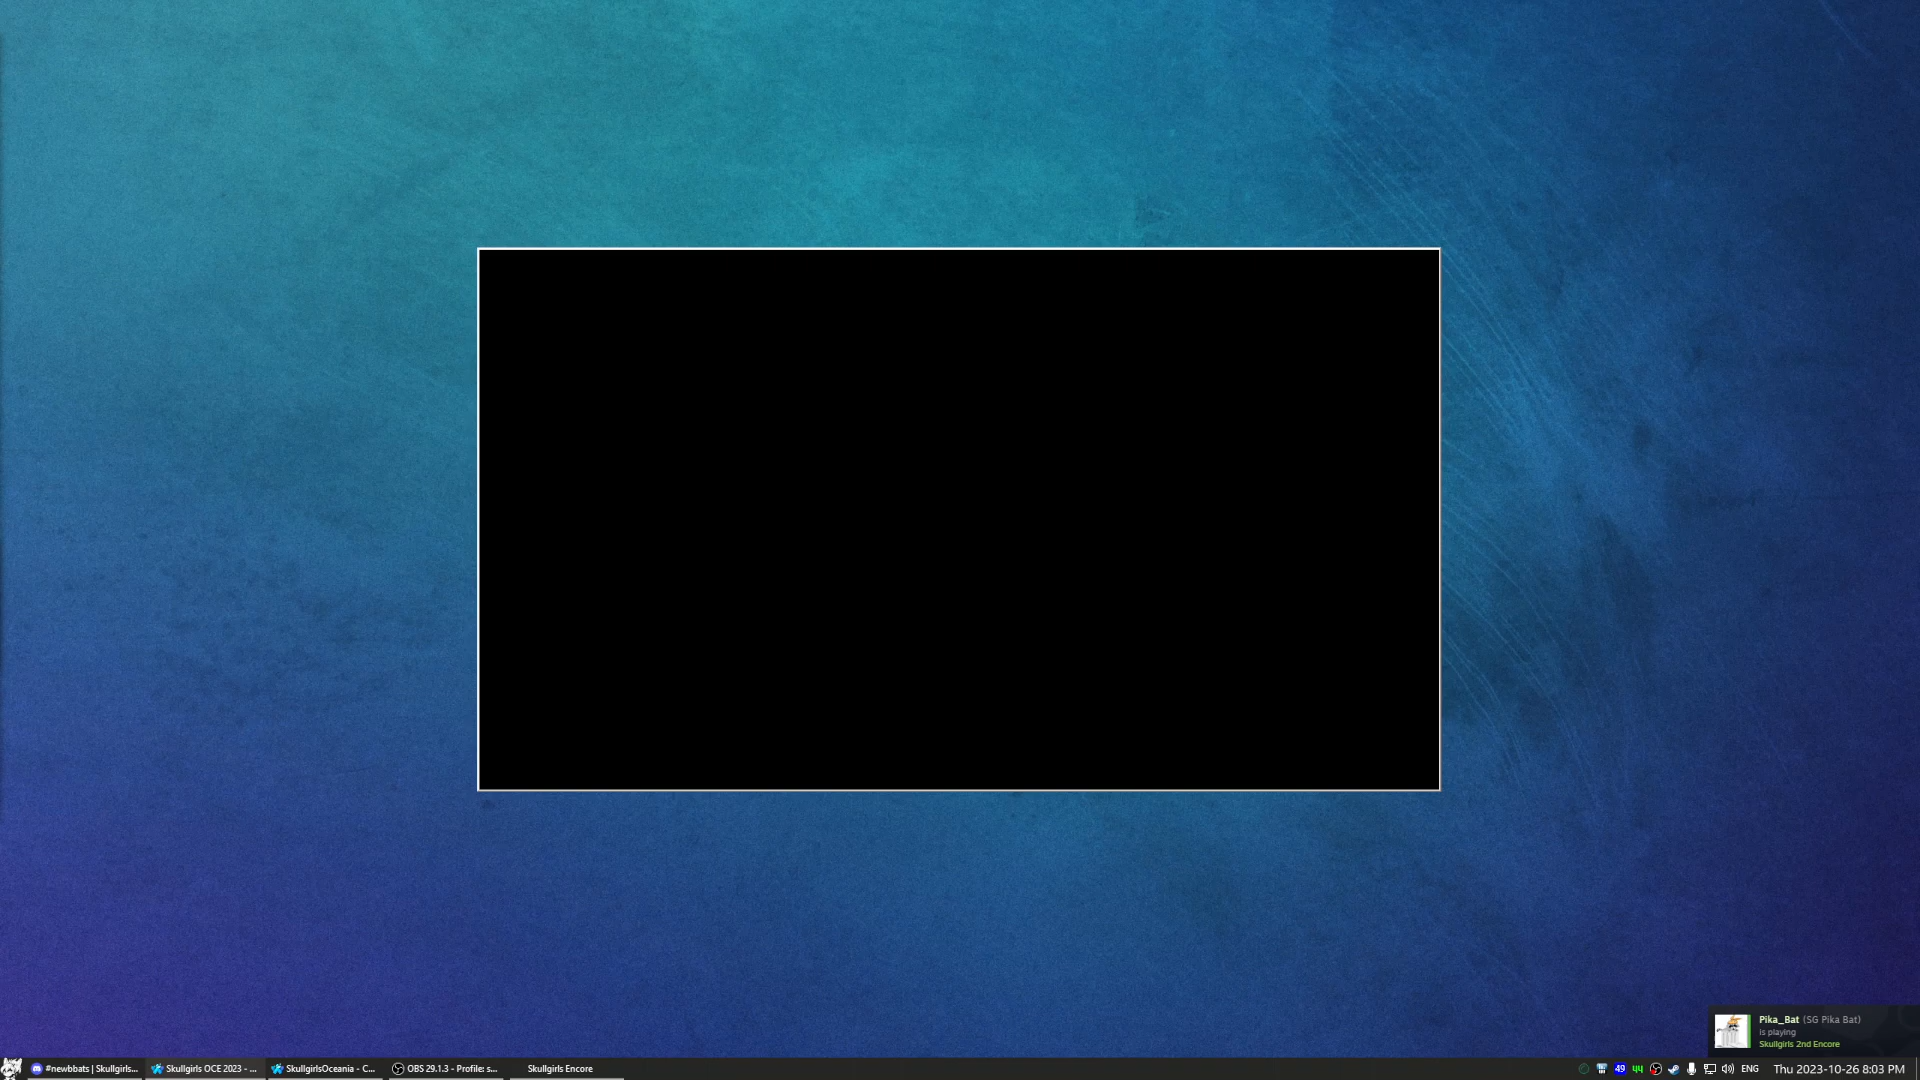 Pika_Bat (SG Pika Bat)
is playing
Skullgirls 2nd Encore
#newbbats | Skullgirls...
Skullgirls OCE 2023 - ...
SkullgirlsOceania - C...
OBS 29.1.3 - Profile: s...
Skullgirls Encore
49
44
ENG
Thu 2023-10-26 8:03 PM